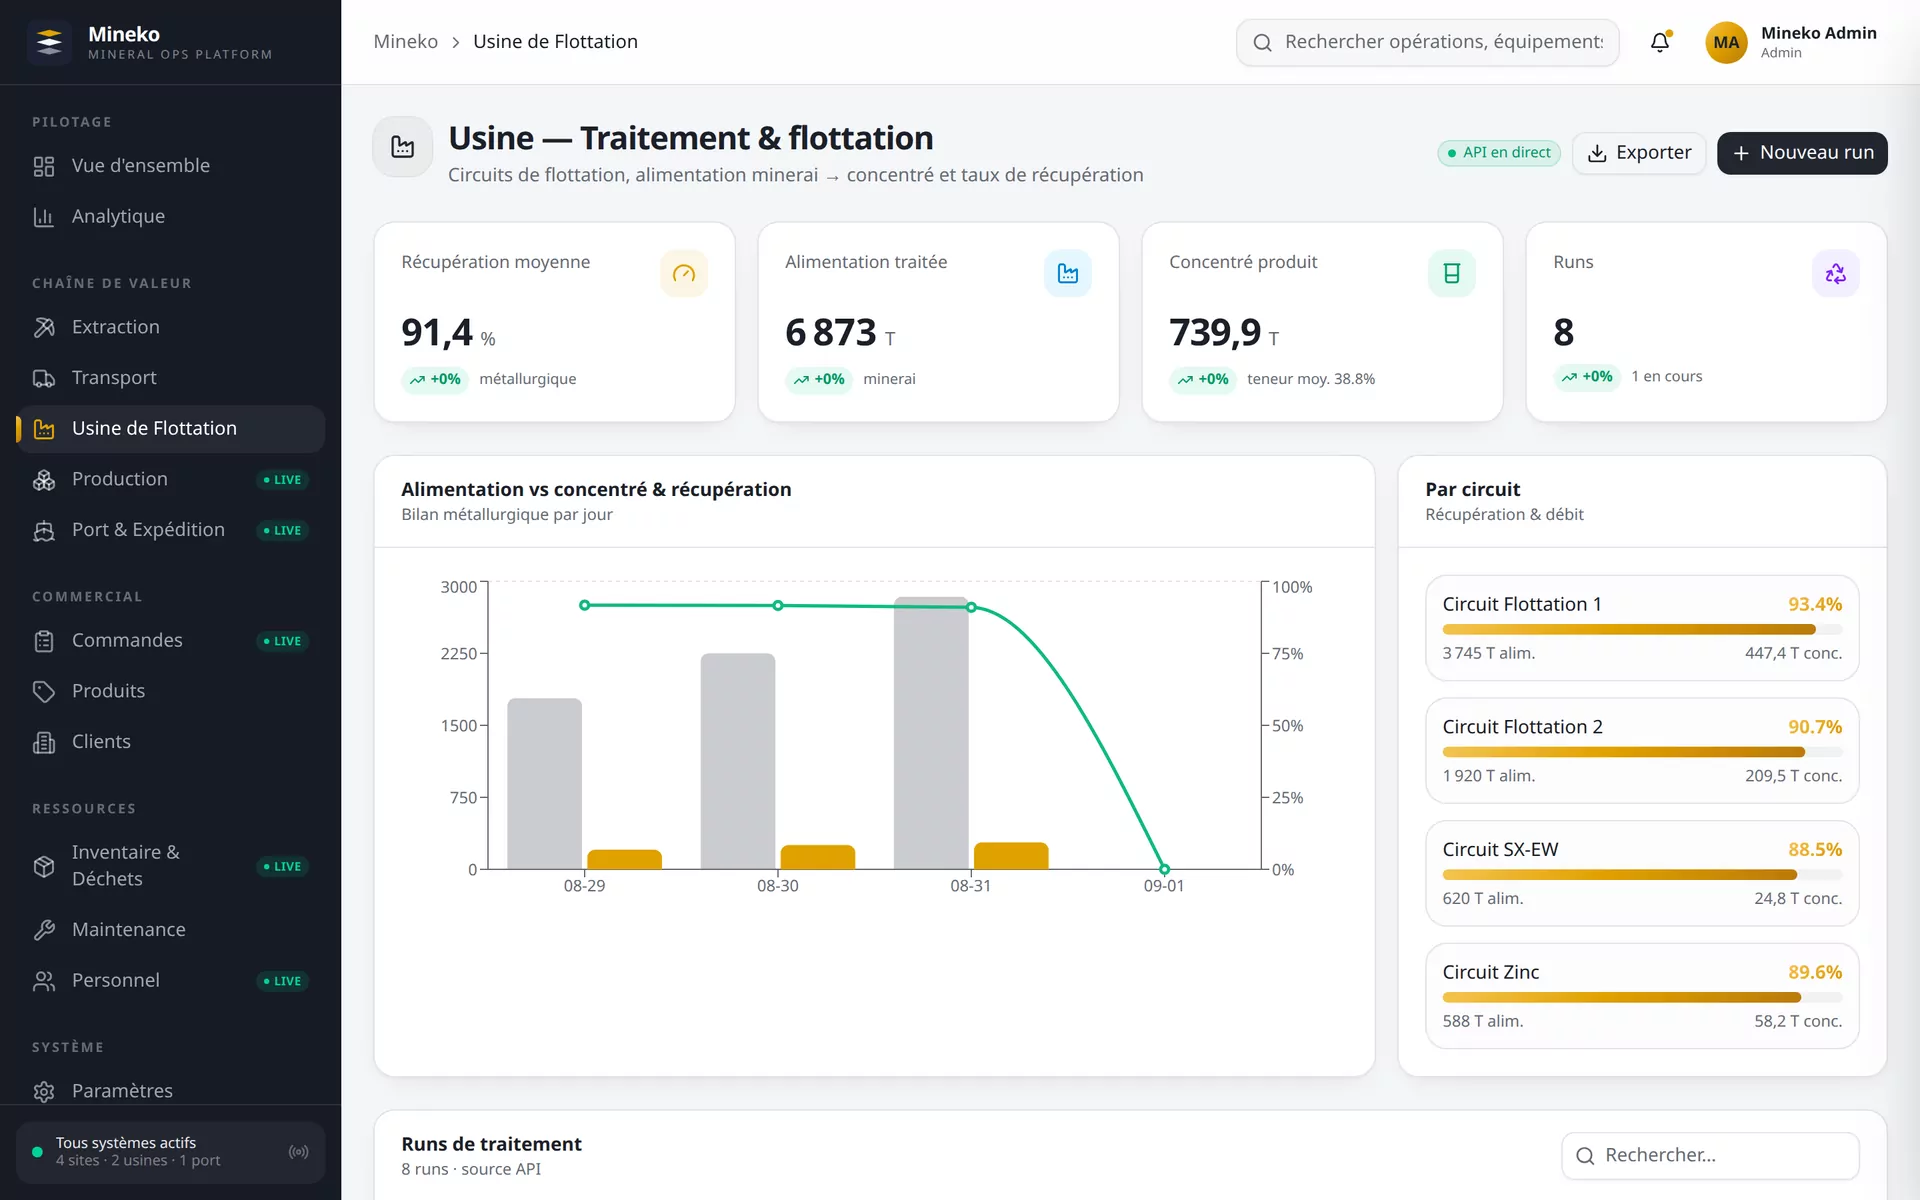 Mineko
MINERAL OPS PLATFORM
PILOTAGE
Vue d'ensemble
Analytique
CHAÎNE DE VALEUR
Extraction
Transport
Usine de Flottation
Production
LIVE
Port & Expédition
LIVE
COMMERCIAL
Commandes
LIVE
Produits
Clients
RESSOURCES
Inventaire &
Déchets
LIVE
Maintenance
Personnel
LIVE
SYSTÈME
Paramètres
Tous systèmes actifs
4 sites · 2 usines · 1 port
Mineko > Usine de Flottation
Rechercher opérations, équipements
MA
Mineko Admin
Admin
Usine — Traitement & flottation
Circuits de flottation, alimentation minerai → concentré et taux de récupération
API en direct
Exporter
+ Nouveau run
Récupération moyenne
91,4 %
+0% métallurgique
Alimentation traitée
6 873 T
+0% minerai
Concentré produit
739,9 T
+0% teneur moy. 38.8%
Runs
8
+0% 1 en cours
Alimentation vs concentré & récupération
Bilan métallurgique par jour
3000
2250
1500
750
0
100%
75%
50%
25%
0%
08-29
08-30
08-31
09-01
Par circuit
Récupération & débit
Circuit Flottation 1 93.4%
3 745 T alim. 447,4 T conc.
Circuit Flottation 2 90.7%
1 920 T alim. 209,5 T conc.
Circuit SX-EW 88.5%
620 T alim. 24,8 T conc.
Circuit Zinc 89.6%
588 T alim. 58,2 T conc.
Runs de traitement
8 runs · source API
Rechercher...